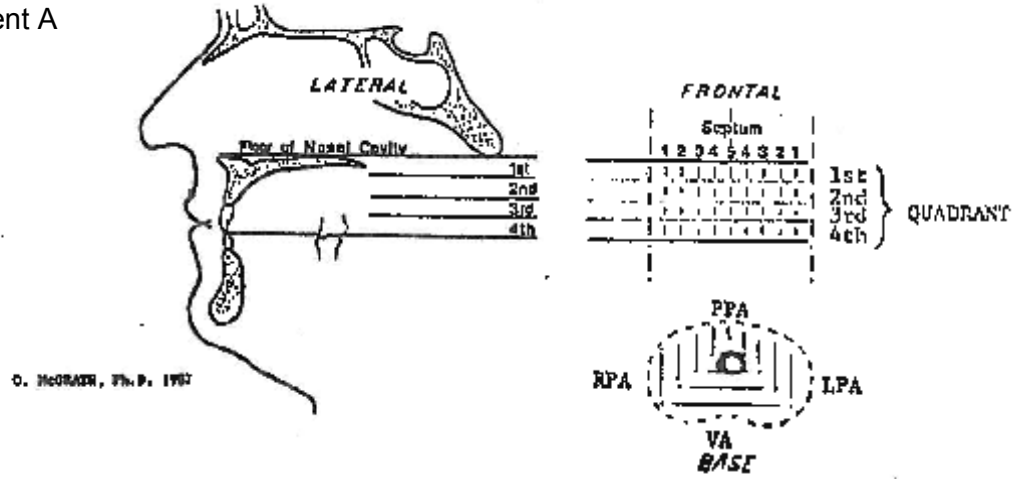 ent A
LATERAL
Floor of Nasal Cavity
1st
2nd
3rd
4th
FRONTAL
Septum
1 2 3 4 5 4 3 2 1
1st
2nd
3rd
4th
QUADRANT
PPA
RPA
LPA
VA
BASE
C. McGRATH, Ph.D. 1987